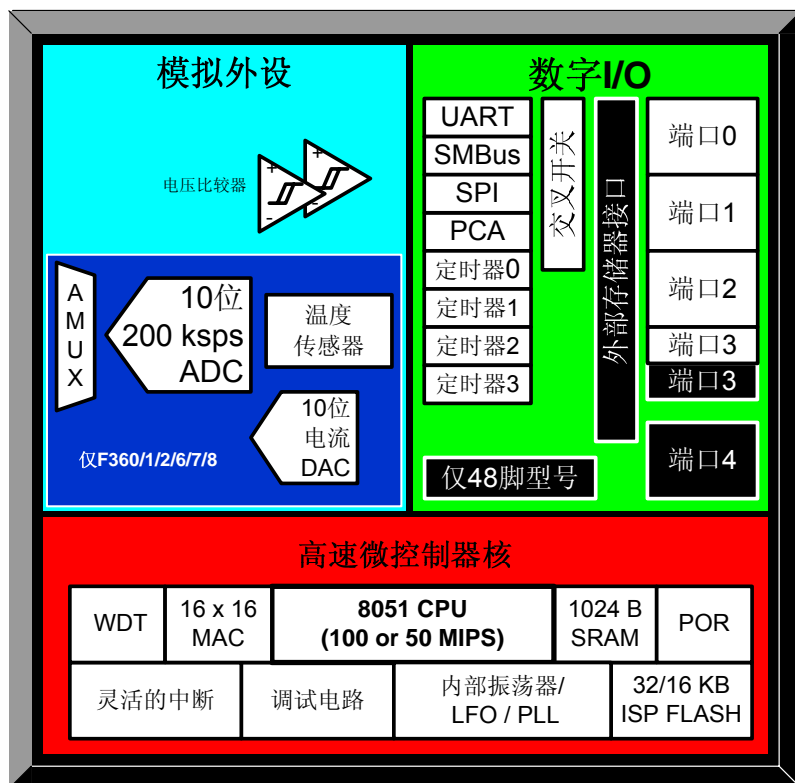 模拟外设
电压比较器
+
-
+
-
A
M
U
X
10位
200 ksps
ADC
温度
传感器
10位
电流
DAC
仅F360/1/2/6/7/8
数字I/O
UART
SMBus
SPI
PCA
定时器0
定时器1
定时器2
定时器3
交叉开关
外部存储器接口
端口0
端口1
端口2
端口3
端口3
端口4
仅48脚型号
高速微控制器核
WDT
16 x 16
MAC
8051 CPU
(100 or 50 MIPS)
1024 B
SRAM
POR
灵活的中断
调试电路
内部振荡器/
LFO / PLL
32/16 KB
ISP FLASH